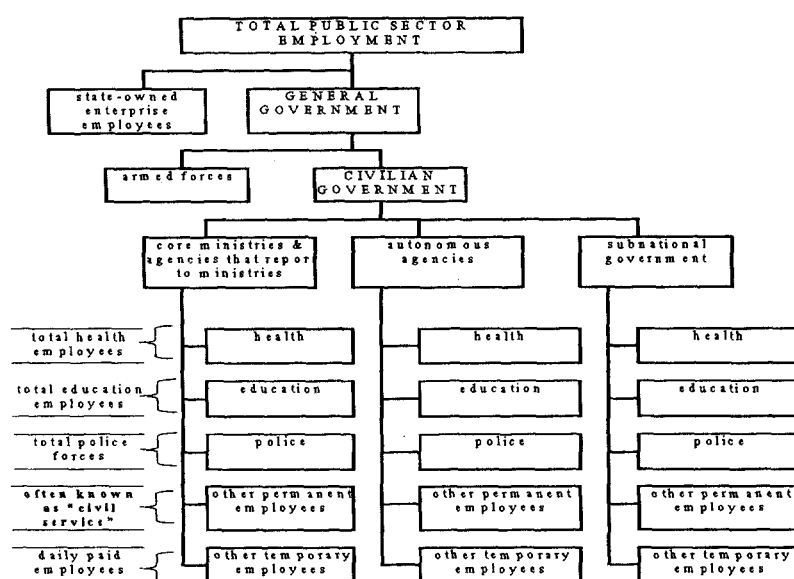 TOTAL PUBLIC SECTOR
EMPLOYMENT
state-owned
enterprise
employees
GENERAL
GOVERNMENT
armed forces
CIVILIAN
GOVERNMENT
core ministries &
agencies that repor
to ministries
autonomous
agencies
subnational
government
total health
employees
health
health
health
total education
employees
education
education
education
total police
forces
police
police
police
often known
as "civil
service"
other permanent
employees
other permanent
employees
other permanent
employees
daily paid
employees
other temporary
employees
other temporary
employees
other temporary
employees